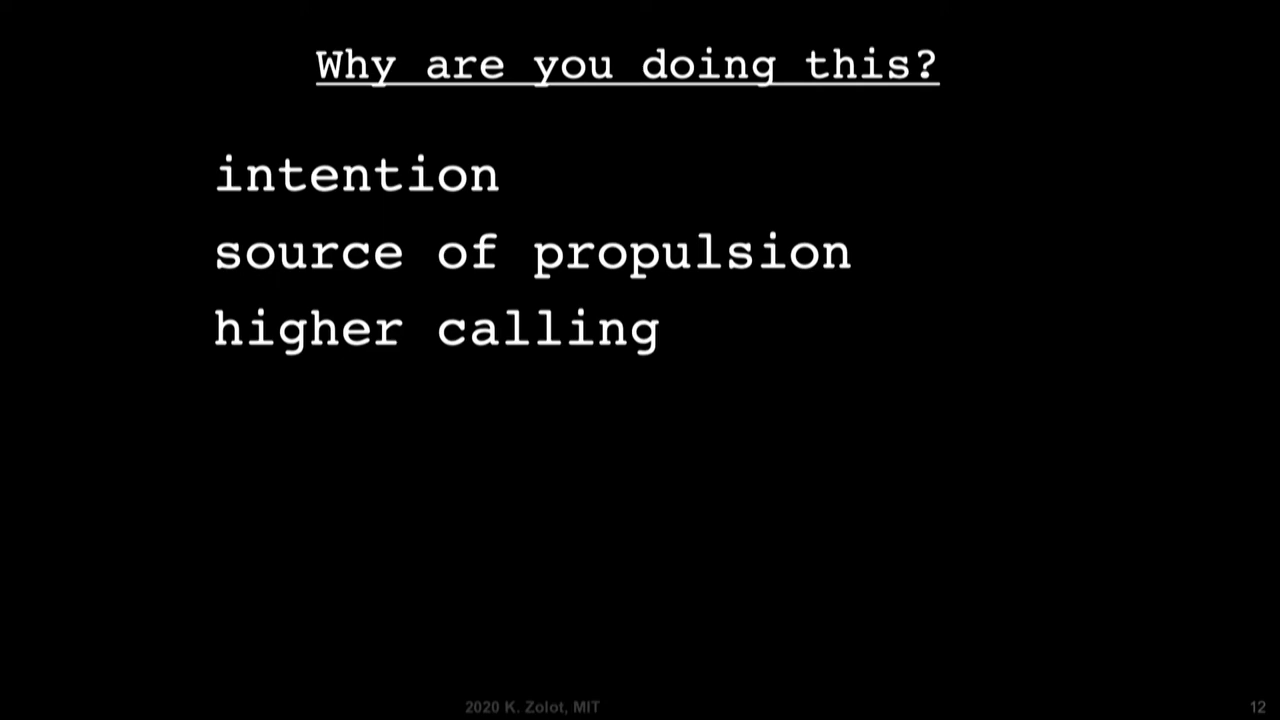 Why are you doing this?
intention
source of propulsion
higher calling
2020 K. Zolot, MIT
12